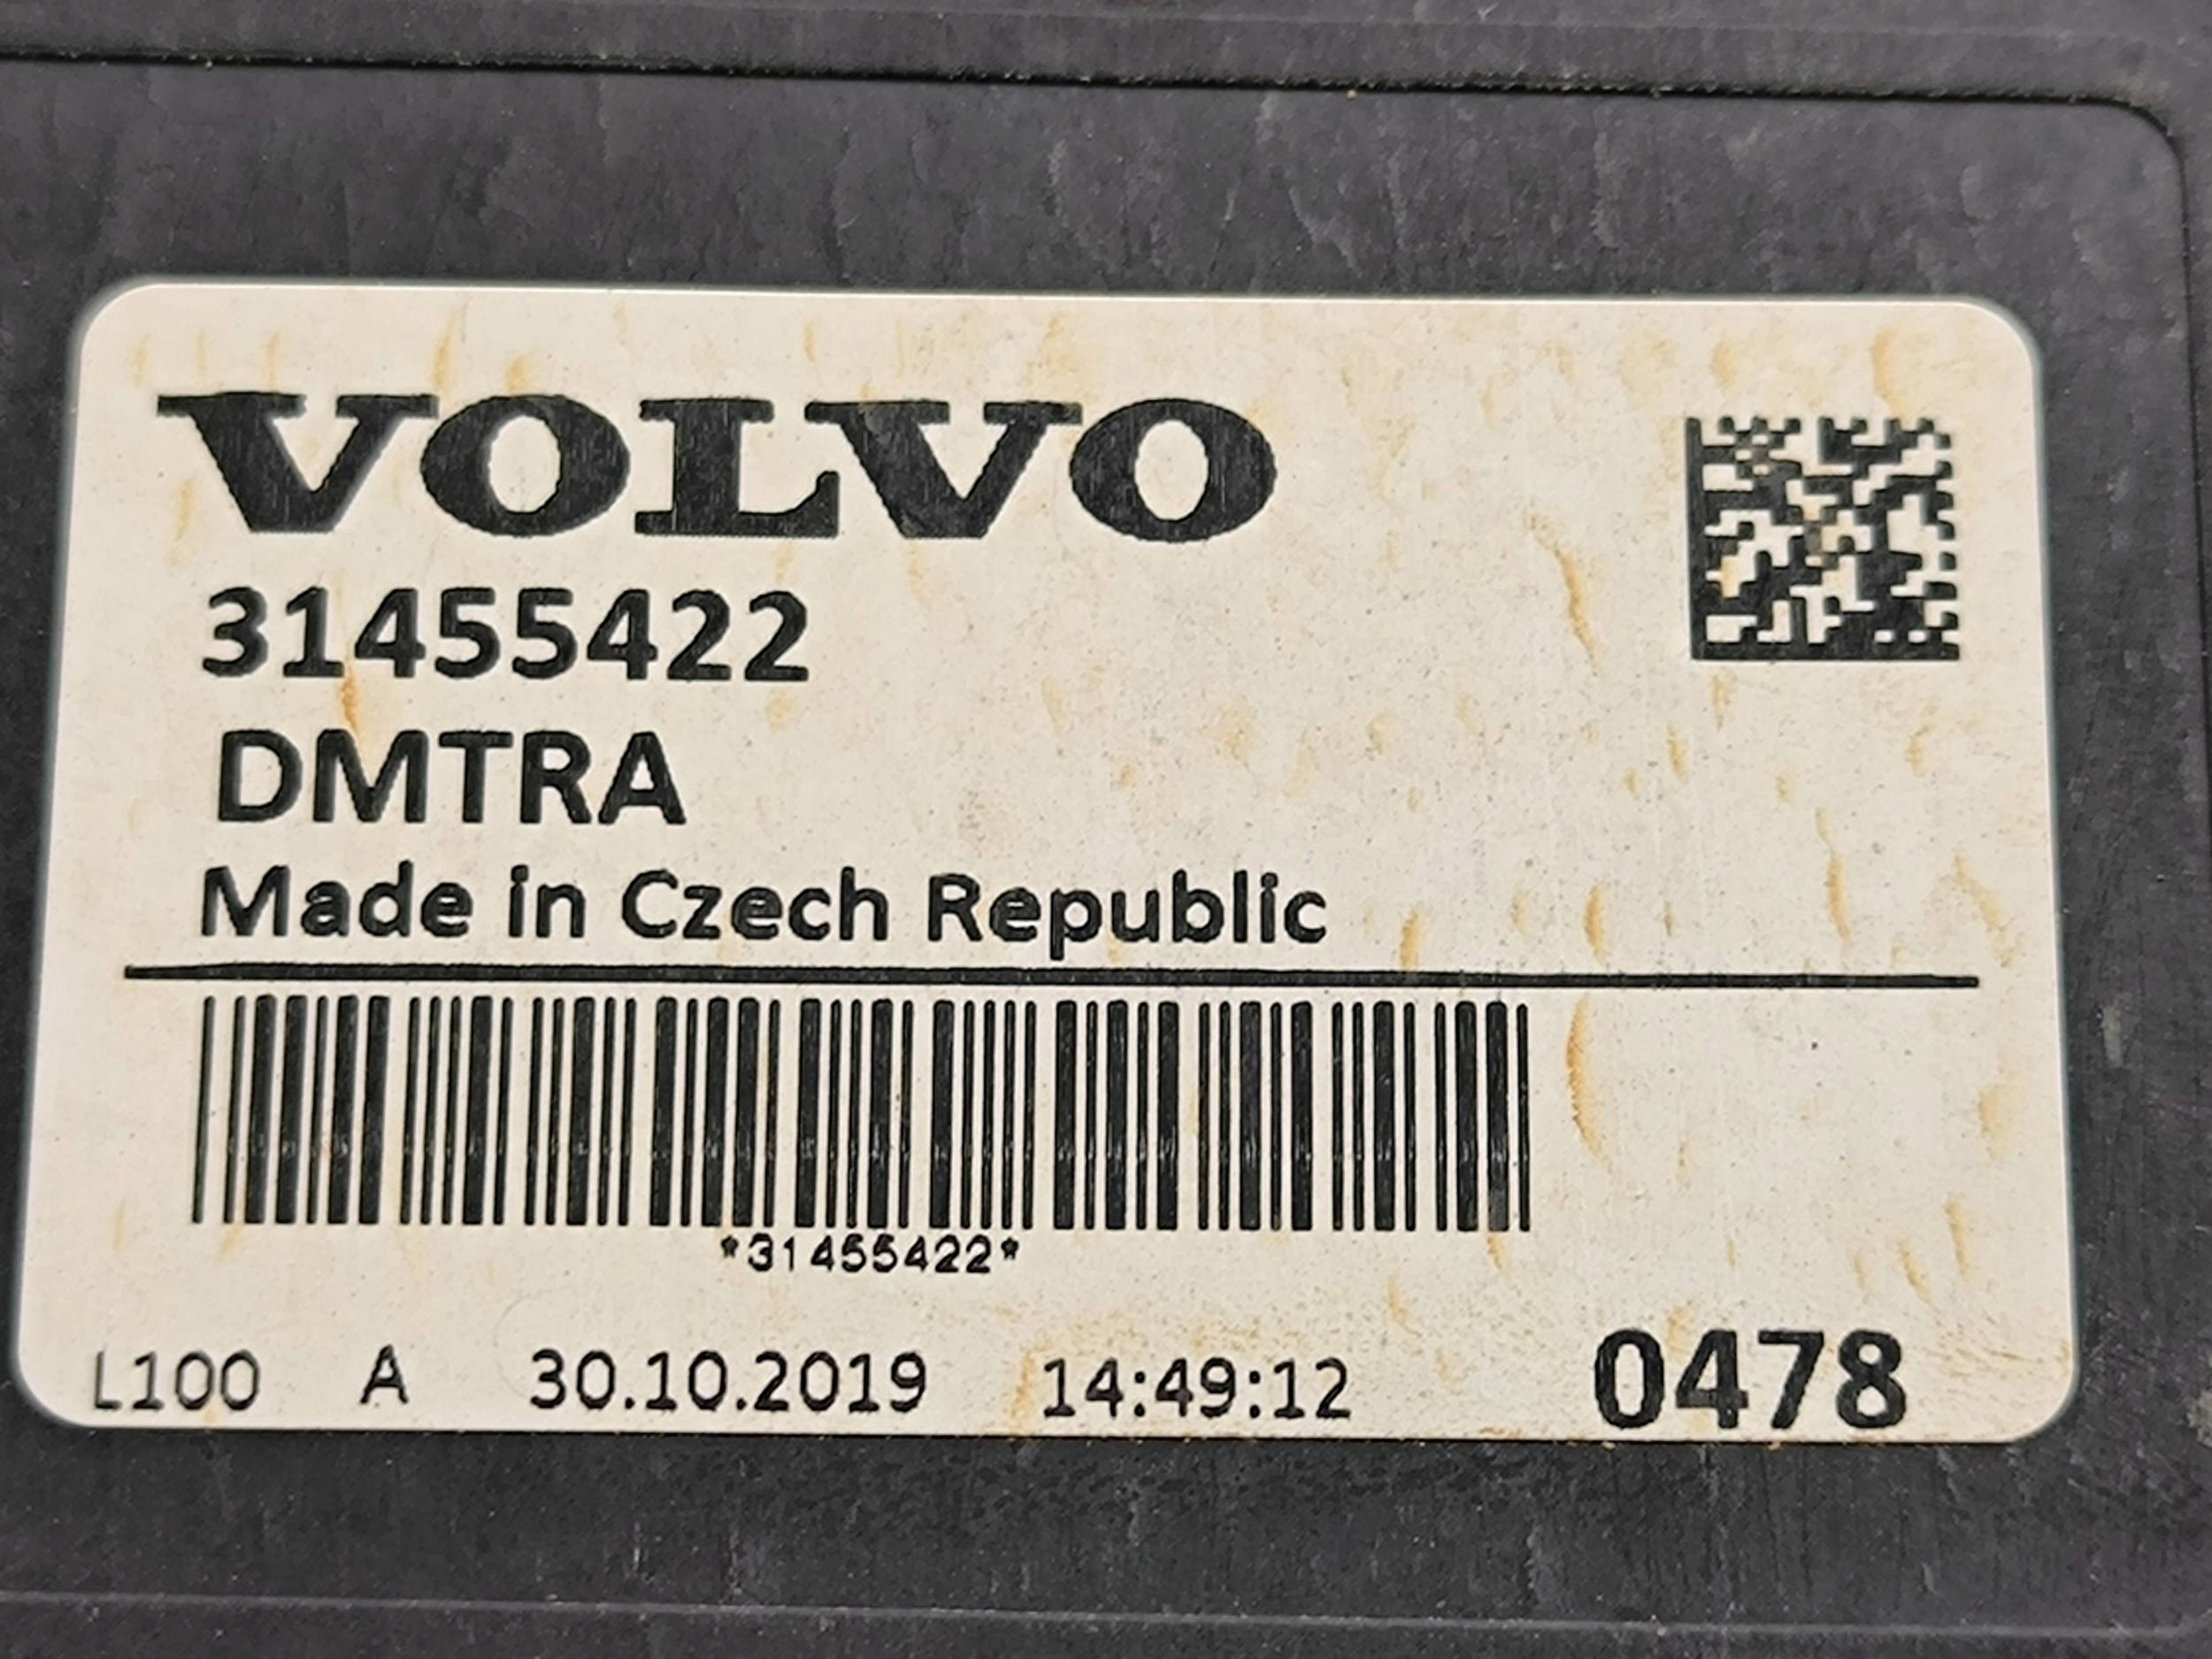 VOLVO
31455422
DMTRA
Made in Czech Republic
*31455422*
L100 A 30.10.2019 14:49:12 0478